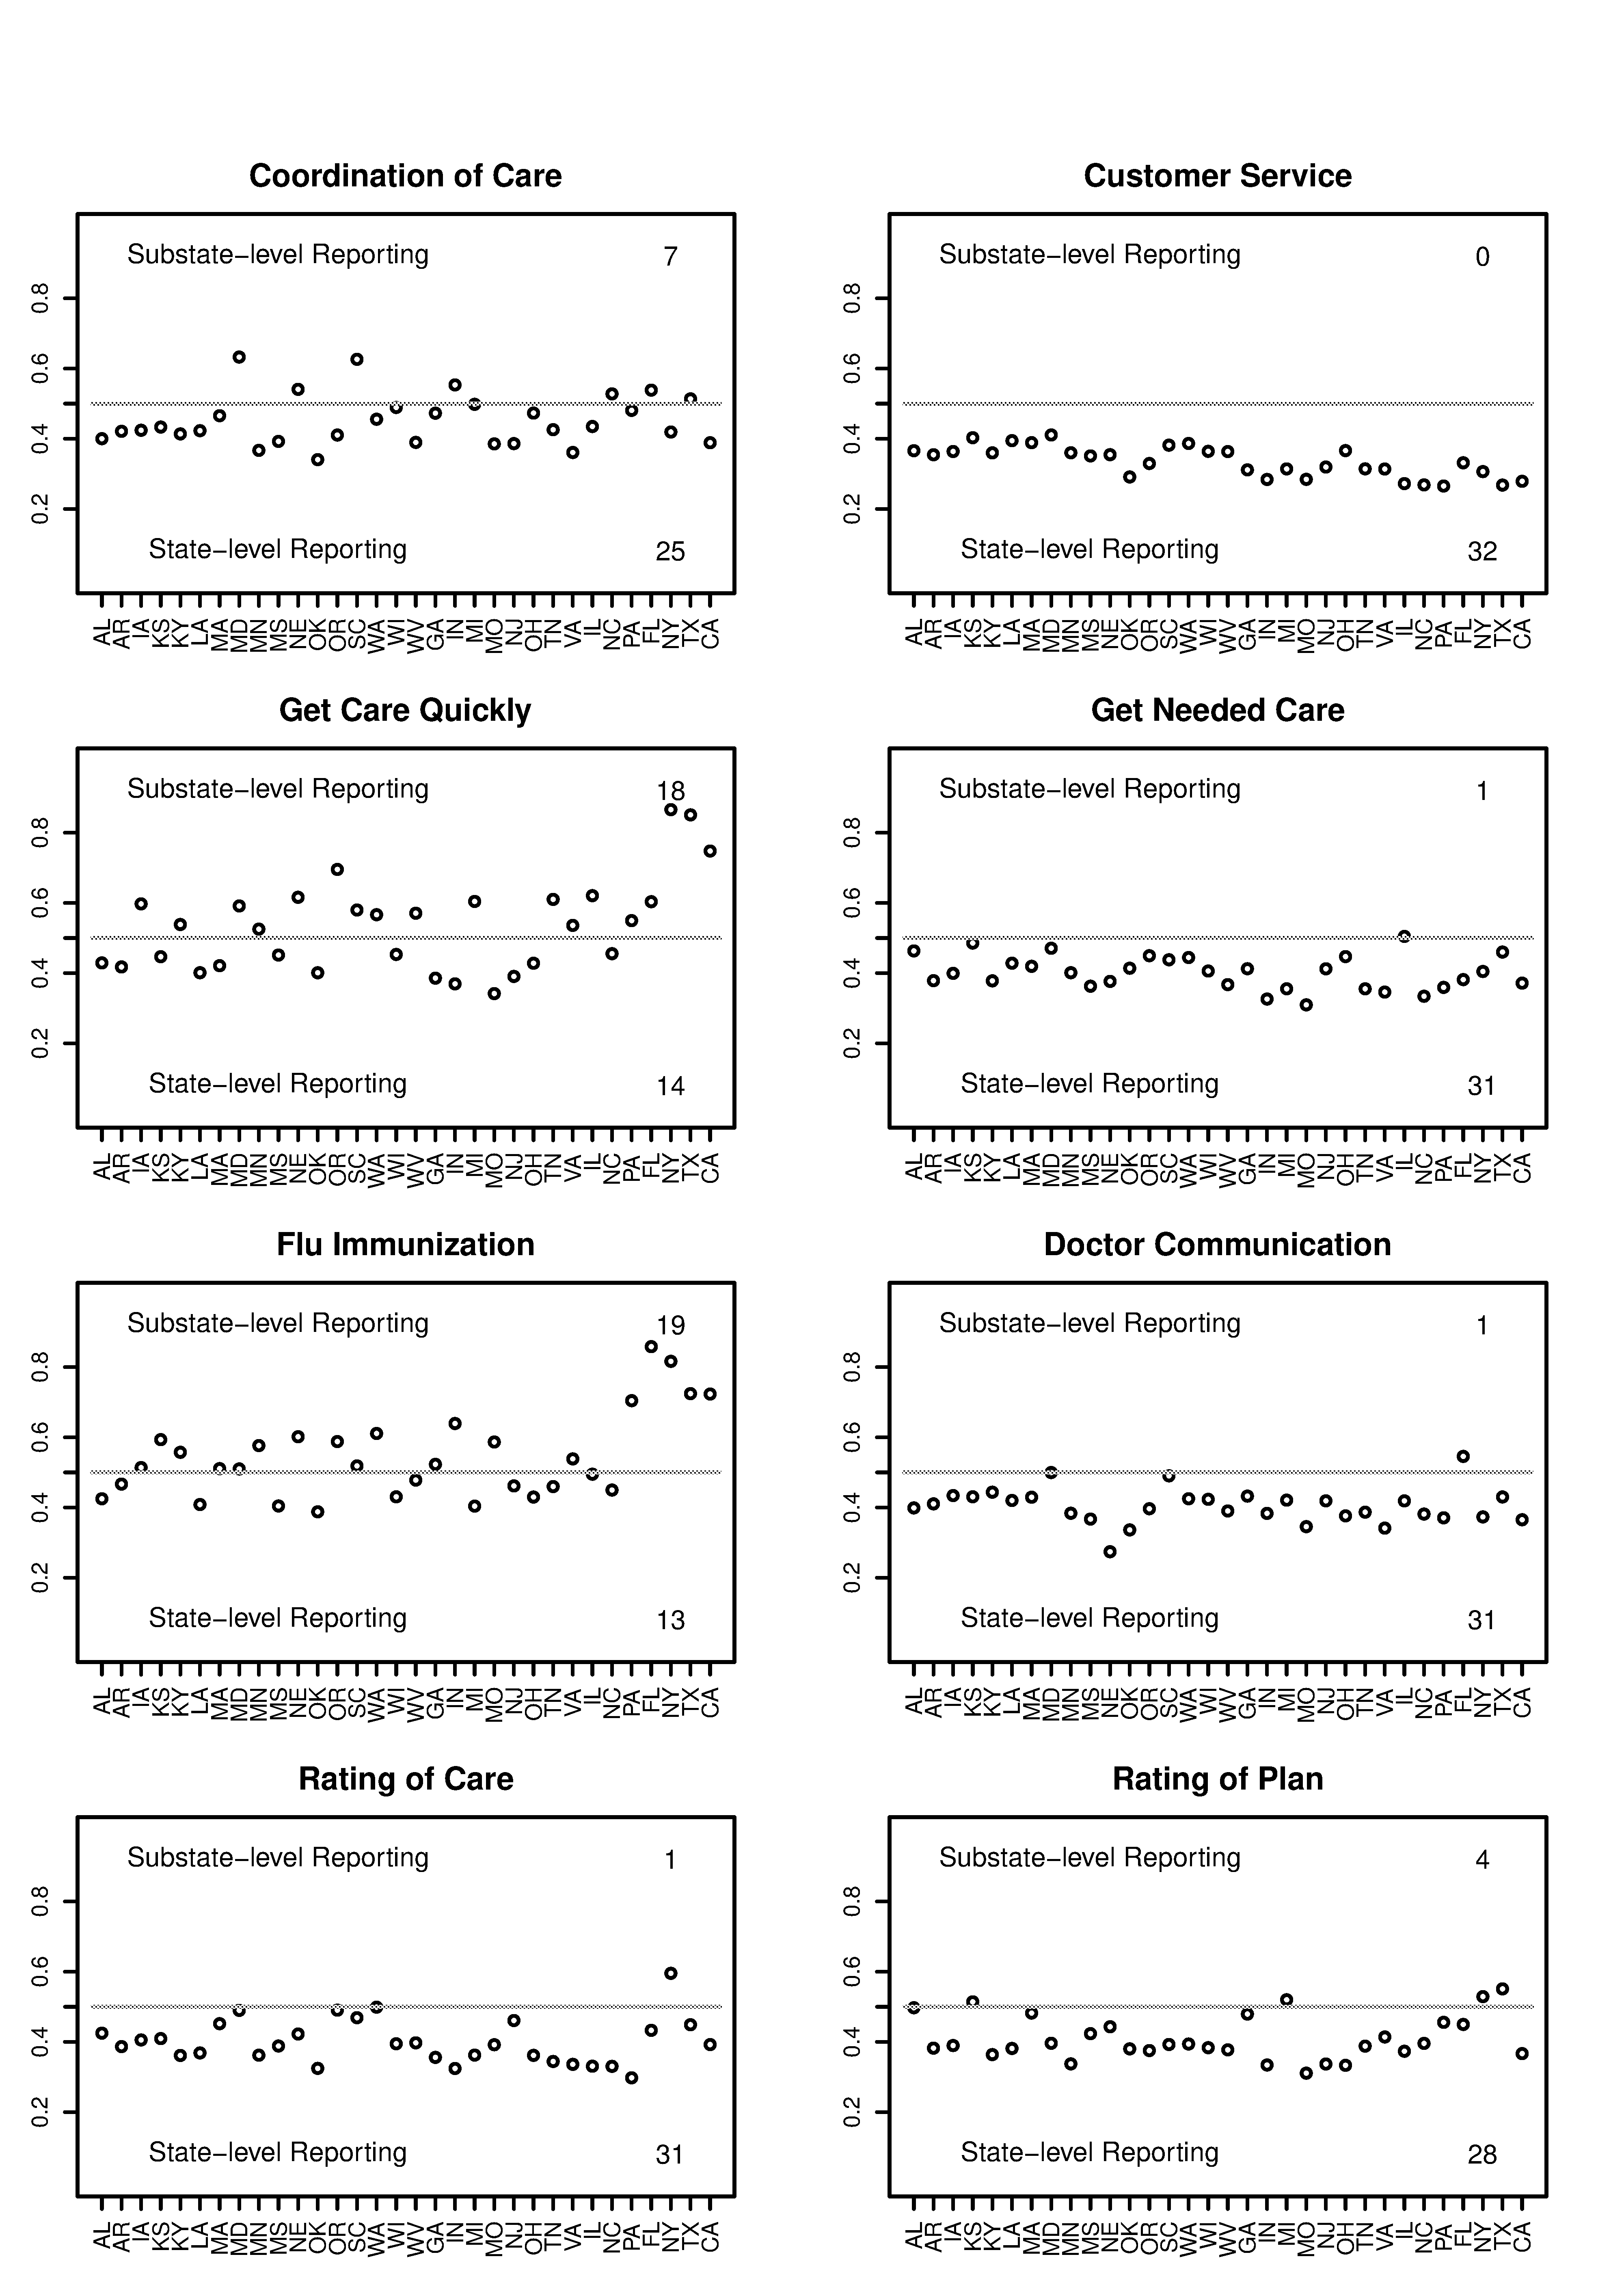 Coordination of Care
Substate-level Reporting 7
0.8
0.6
0.4
0.2
State-level Reporting 25
AL AR IA KS KY LA MA MD MN MS NE OK OR SC WA WI WV GA IN MI MO NJ OH TN VA IL NC PA FL NY TX CA
Customer Service
Substate-level Reporting 0
0.8
0.6
0.4
0.2
State-level Reporting 32
AL AR IA KS KY LA MA MD MN MS NE OK OR SC WA WI WV GA IN MI MO NJ OH TN VA IL NC PA FL NY TX CA
Get Care Quickly
Substate-level Reporting 18
0.8
0.6
0.4
0.2
State-level Reporting 14
AL AR IA KS KY LA MA MD MN MS NE OK OR SC WA WI WV GA IN MI MO NJ OH TN VA IL NC PA FL NY TX CA
Get Needed Care
Substate-level Reporting 1
0.8
0.6
0.4
0.2
State-level Reporting 31
AL AR IA KS KY LA MA MD MN MS NE OK OR SC WA WI WV GA IN MI MO NJ OH TN VA IL NC PA FL NY TX CA
Flu Immunization
Substate-level Reporting 19
0.8
0.6
0.4
0.2
State-level Reporting 13
AL AR IA KS KY LA MA MD MN MS NE OK OR SC WA WI WV GA IN MI MO NJ OH TN VA IL NC PA FL NY TX CA
Doctor Communication
Substate-level Reporting 1
0.8
0.6
0.4
0.2
State-level Reporting 31
AL AR IA KS KY LA MA MD MN MS NE OK OR SC WA WI WV GA IN MI MO NJ OH TN VA IL NC PA FL NY TX CA
Rating of Care
Substate-level Reporting 1
0.8
0.6
0.4
0.2
State-level Reporting 31
AL AR IA KS KY LA MA MD MN MS NE OK OR SC WA WI WV GA IN MI MO NJ OH TN VA IL NC PA FL NY TX CA
Rating of Plan
Substate-level Reporting 4
0.8
0.6
0.4
0.2
State-level Reporting 28
AL AR IA KS KY LA MA MD MN MS NE OK OR SC WA WI WV GA IN MI MO NJ OH TN VA IL NC PA FL NY TX CA